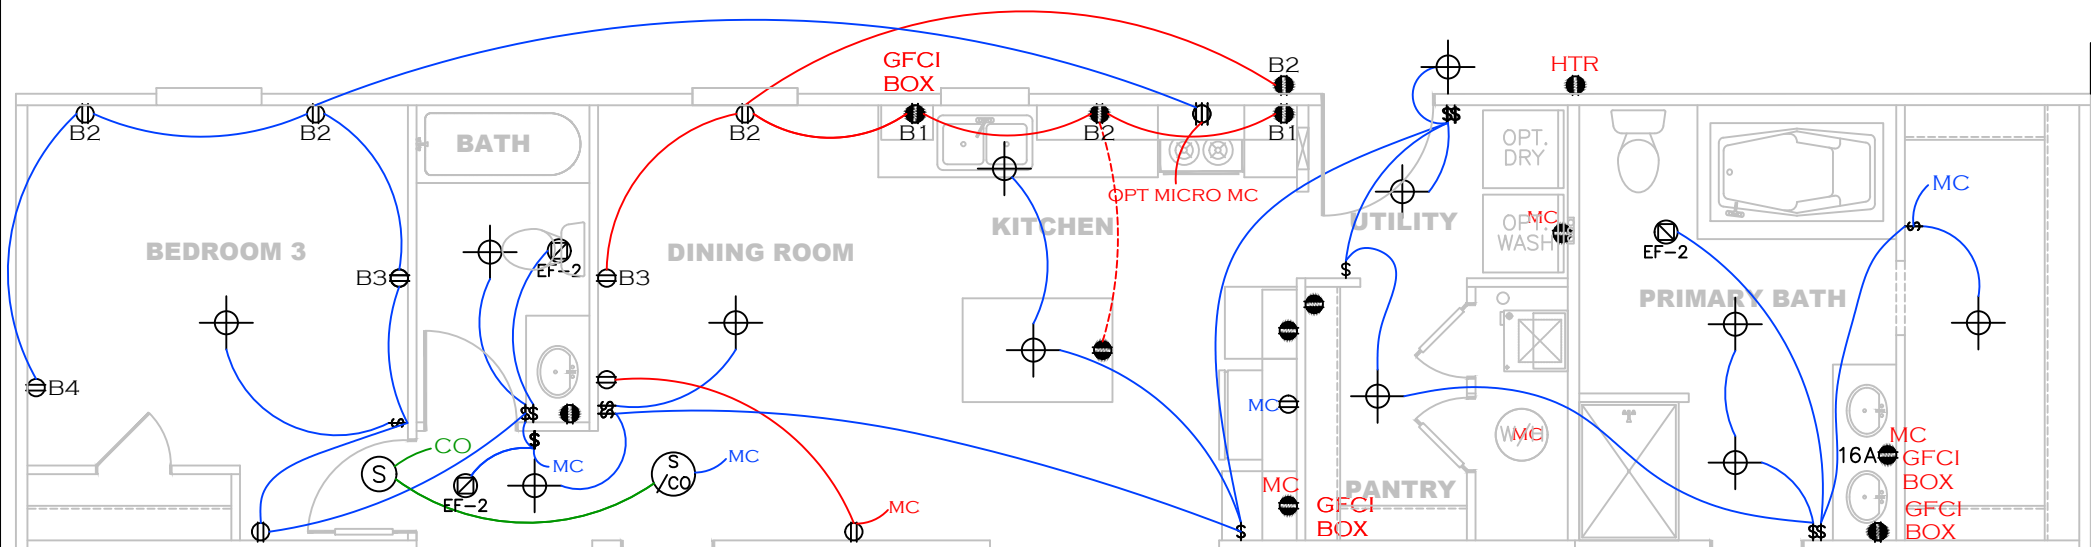 GFCI
BOX
B2
HTR
B2
B2
B2
B1
B2
B1
BATH
OPT.
DRY
OPT MICRO MC
MC
KITCHEN
UTILITY
MC
OPT.
WASH
BEDROOM 3
DINING ROOM
EF-2
EF-2
B3
B3
$
PRIMARY BATH
B4
MC
$
$$
$$
$
CO
MC
MC
S
S
/CO
EF-2
MC
MC
GFCI
BOX
PANTRY
W/H
MC
16A
MC
GFCI
BOX
GFCI
BOX
$
$$
$$
$